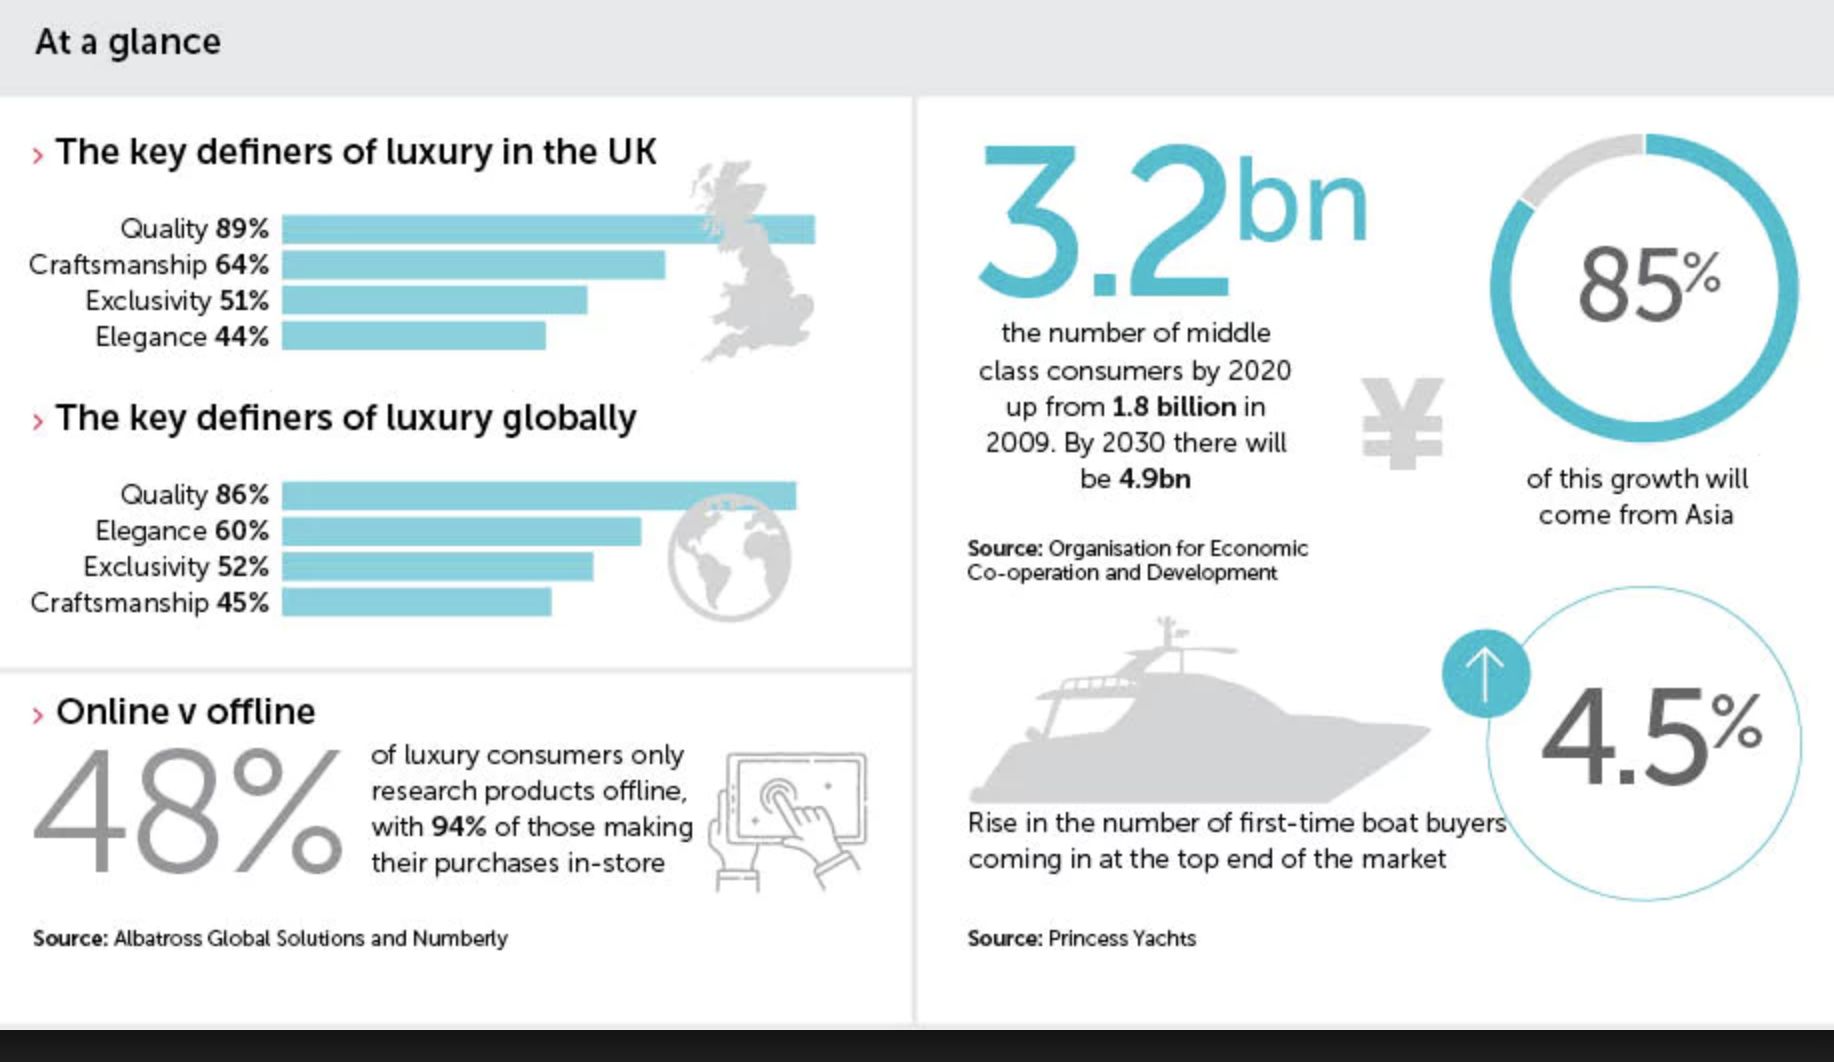 At a glance
› The key definers of luxury in the UK
Quality 89%
Craftsmanship 64%
Exclusivity 51%
Elegance 44%
› The key definers of luxury globally
Quality 86%
Elegance 60%
Exclusivity 52%
Craftsmanship 45%
› Online v offline
48%
of luxury consumers only
research products offline,
with 94% of those making
their purchases in-store
Source: Albatross Global Solutions and Numberly
3.2bn
the number of middle
class consumers by 2020
up from 1.8 billion in
2009. By 2030 there will
be 4.9bn
¥
85%
of this growth will
come from Asia
Source: Organisation for Economic
Co-operation and Development
4.5%
Rise in the number of first-time boat buyers
coming in at the top end of the market
Source: Princess Yachts